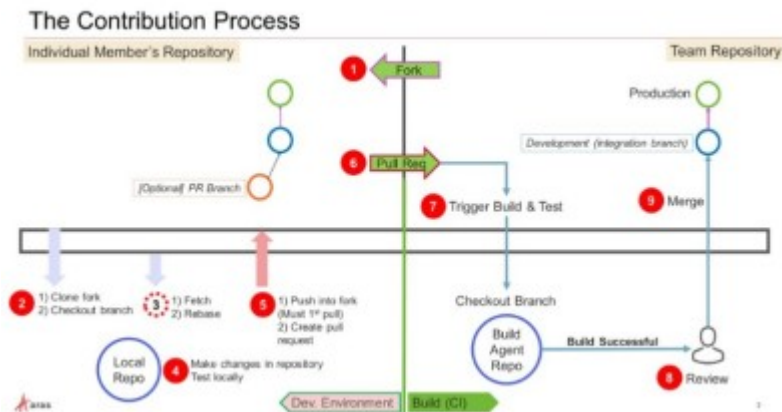 The Contribution Process
Individual Member's Repository
Team Repository
1
Fork
Production
Development (integration branch)
6
Pull Req
[Optional] PR Branch
7
Trigger Build & Test
9
Merge
2
1) Clone fork
2) Checkout branch
3
1) Fetch
2) Rebase
5
1) Push into fork
(Must 1st pull)
2) Create pull
request
Checkout Branch
Local
Repo
4
Make changes in repository
Test locally
Build
Agent
Repo
Build Successful
8
Review
aras
Dev. Environment
Build (CI)